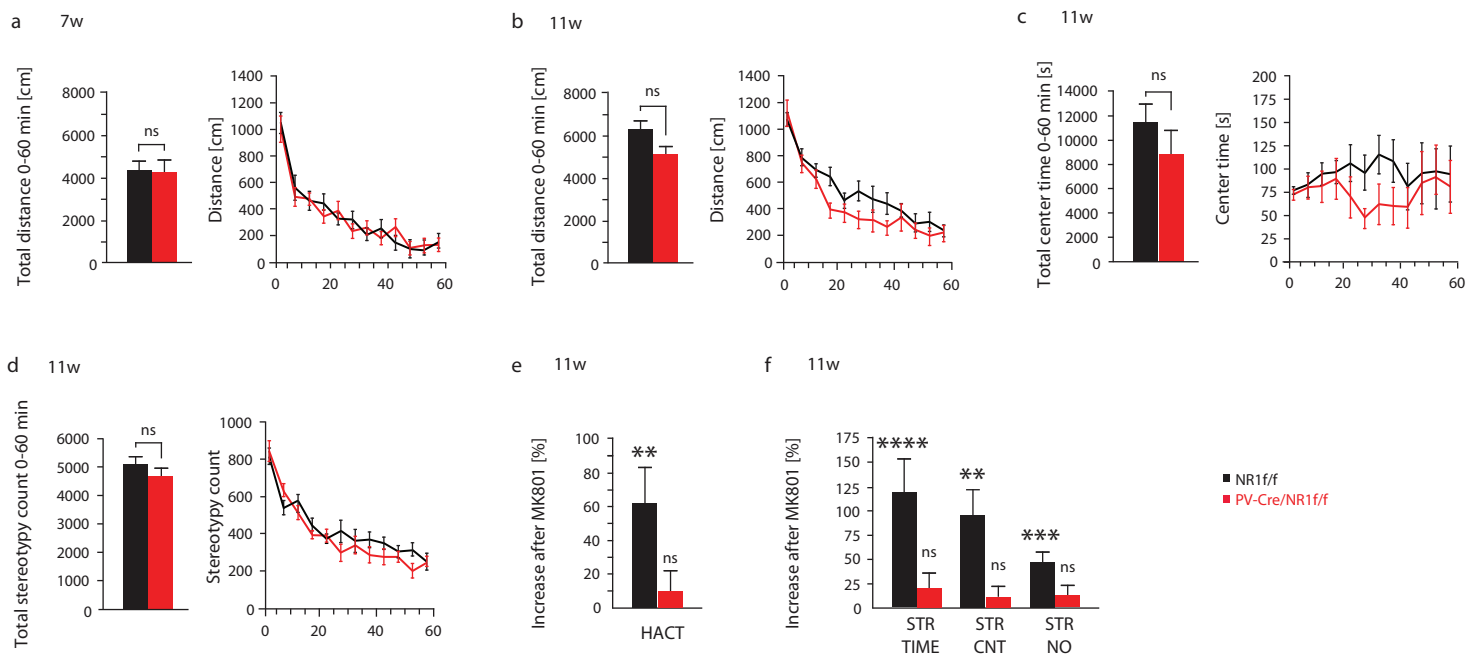 a 7w
Total distance 0-60 min [cm]
8000
6000
4000
2000
0
ns
Distance [cm]
1400
1200
1000
800
600
400
200
0
0 20 40 60
b 11w
Total distance 0-60 min [cm]
8000
6000
4000
2000
0
ns
Distance [cm]
1400
1200
1000
800
600
400
200
0
0 20 40 60
c 11w
Total center time 0-60 min [s]
14000
12000
10000
8000
6000
4000
2000
0
ns
Center time [s]
200
175
150
125
100
75
50
25
0
0 20 40 60
d 11w
Total stereotypy count 0-60 min
6000
5000
4000
3000
2000
1000
0
ns
Stereotypy count
1000
800
600
400
200
0
0 20 40 60
e 11w
Increase after MK801 [%]
100
80
60
40
20
0
**
ns
HACT
f 11w
Increase after MK801 [%]
175
150
125
100
75
50
25
0
****
ns
**
ns
***
ns
STR TIME
STR CNT
STR NO
NR1f/f
PV-Cre/NR1f/f